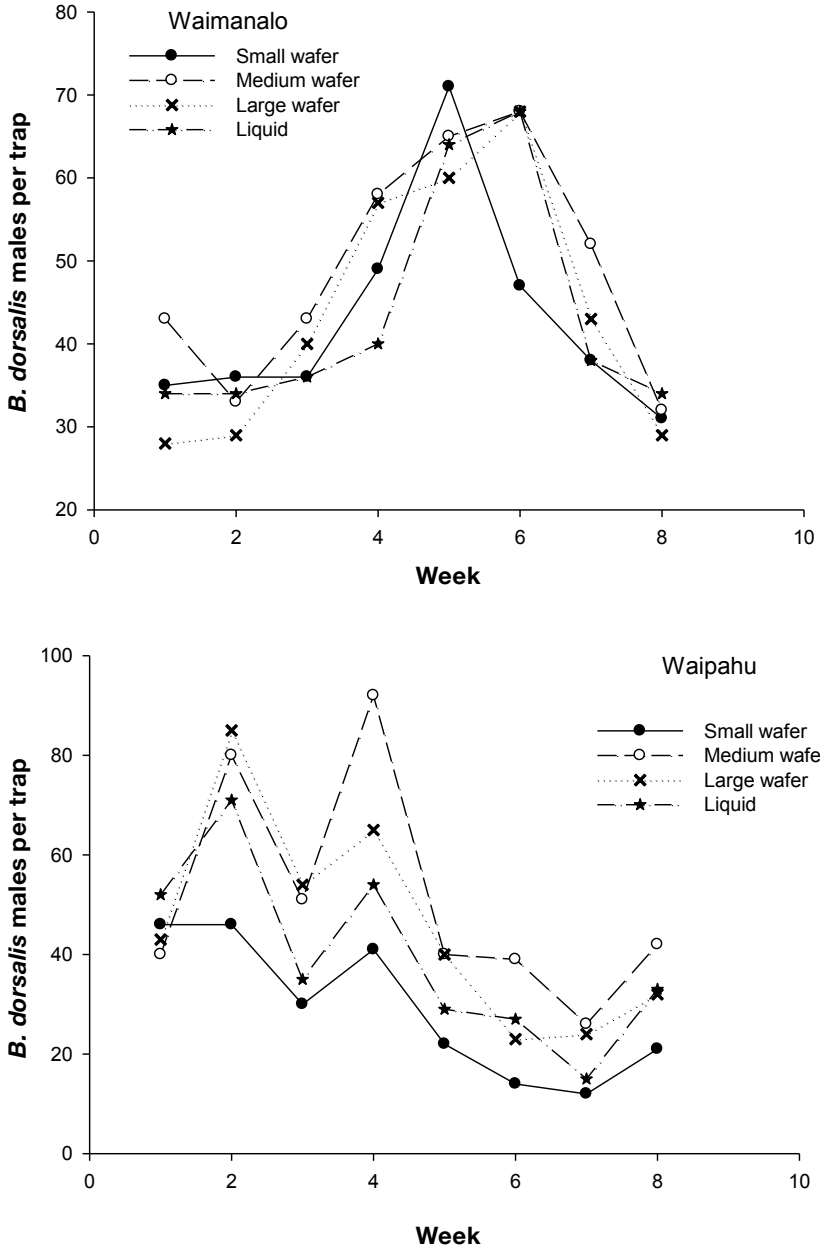 Waimanalo
Small wafer
Medium wafer
Large wafer
Liquid
80
70
60
50
40
30
20
B. dorsalis males per trap
0 2 4 6 8 10
Week
Waipahu
Small wafer
Medium wafe
Large wafer
Liquid
100
80
60
40
20
0
B. dorsalis males per trap
0 2 4 6 8 10
Week